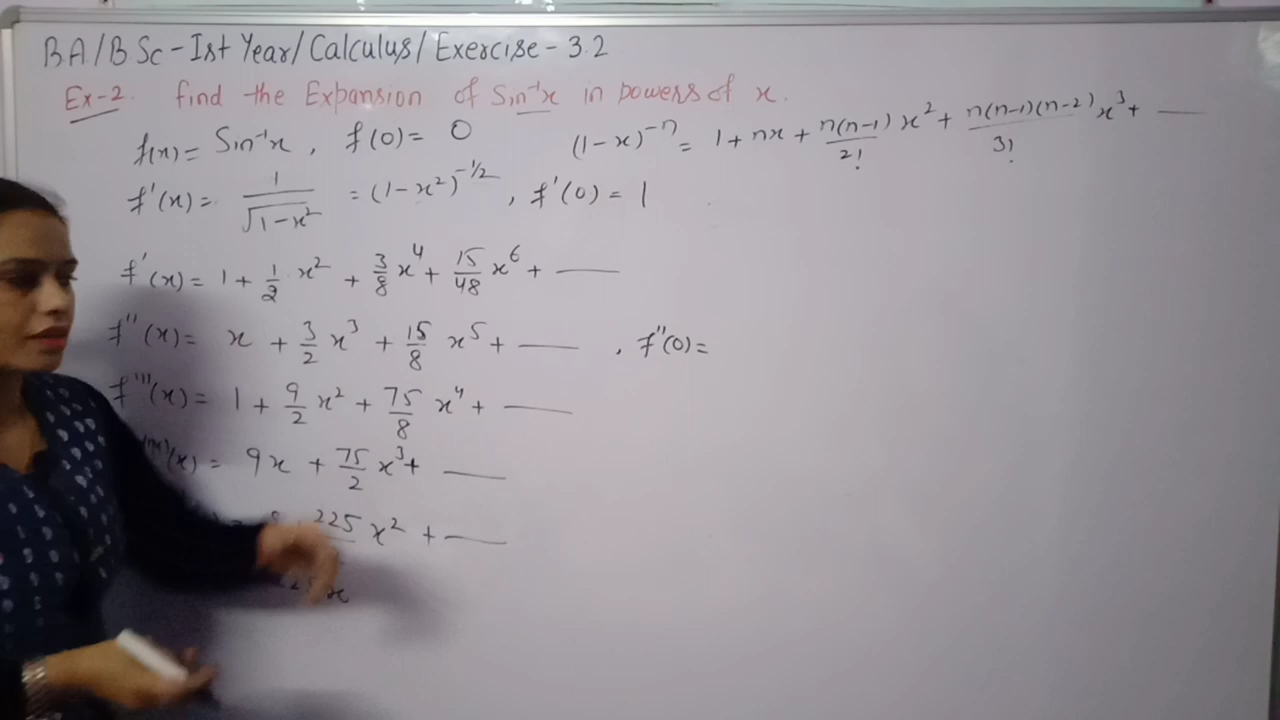 B.A/B.Sc-Ist Year/Calculus/Exercise-3.2
Ex-2. find the Expansion of Sin⁻¹x in powers of x.
f(x) = Sin⁻¹x , f(0) = 0
(1-x)⁻ⁿ = 1 + nx + n(n-1)/2! x² + n(n-1)(n-2)/3! x³ + ——
f'(x) = 1/√(1-x²) = (1-x²)^(-1/2) , f'(0) = 1
f'(x) = 1 + 1/2 x² + 3/8 x⁴ + 15/48 x⁶ + ——
f''(x) = x + 3/2 x³ + 15/8 x⁵ + —— , f''(0) =
f'''(x) = 1 + 9/2 x² + 75/8 x⁴ + ——
(x) = 9x + 75/2 x³ + ——
225 x² + ——
x